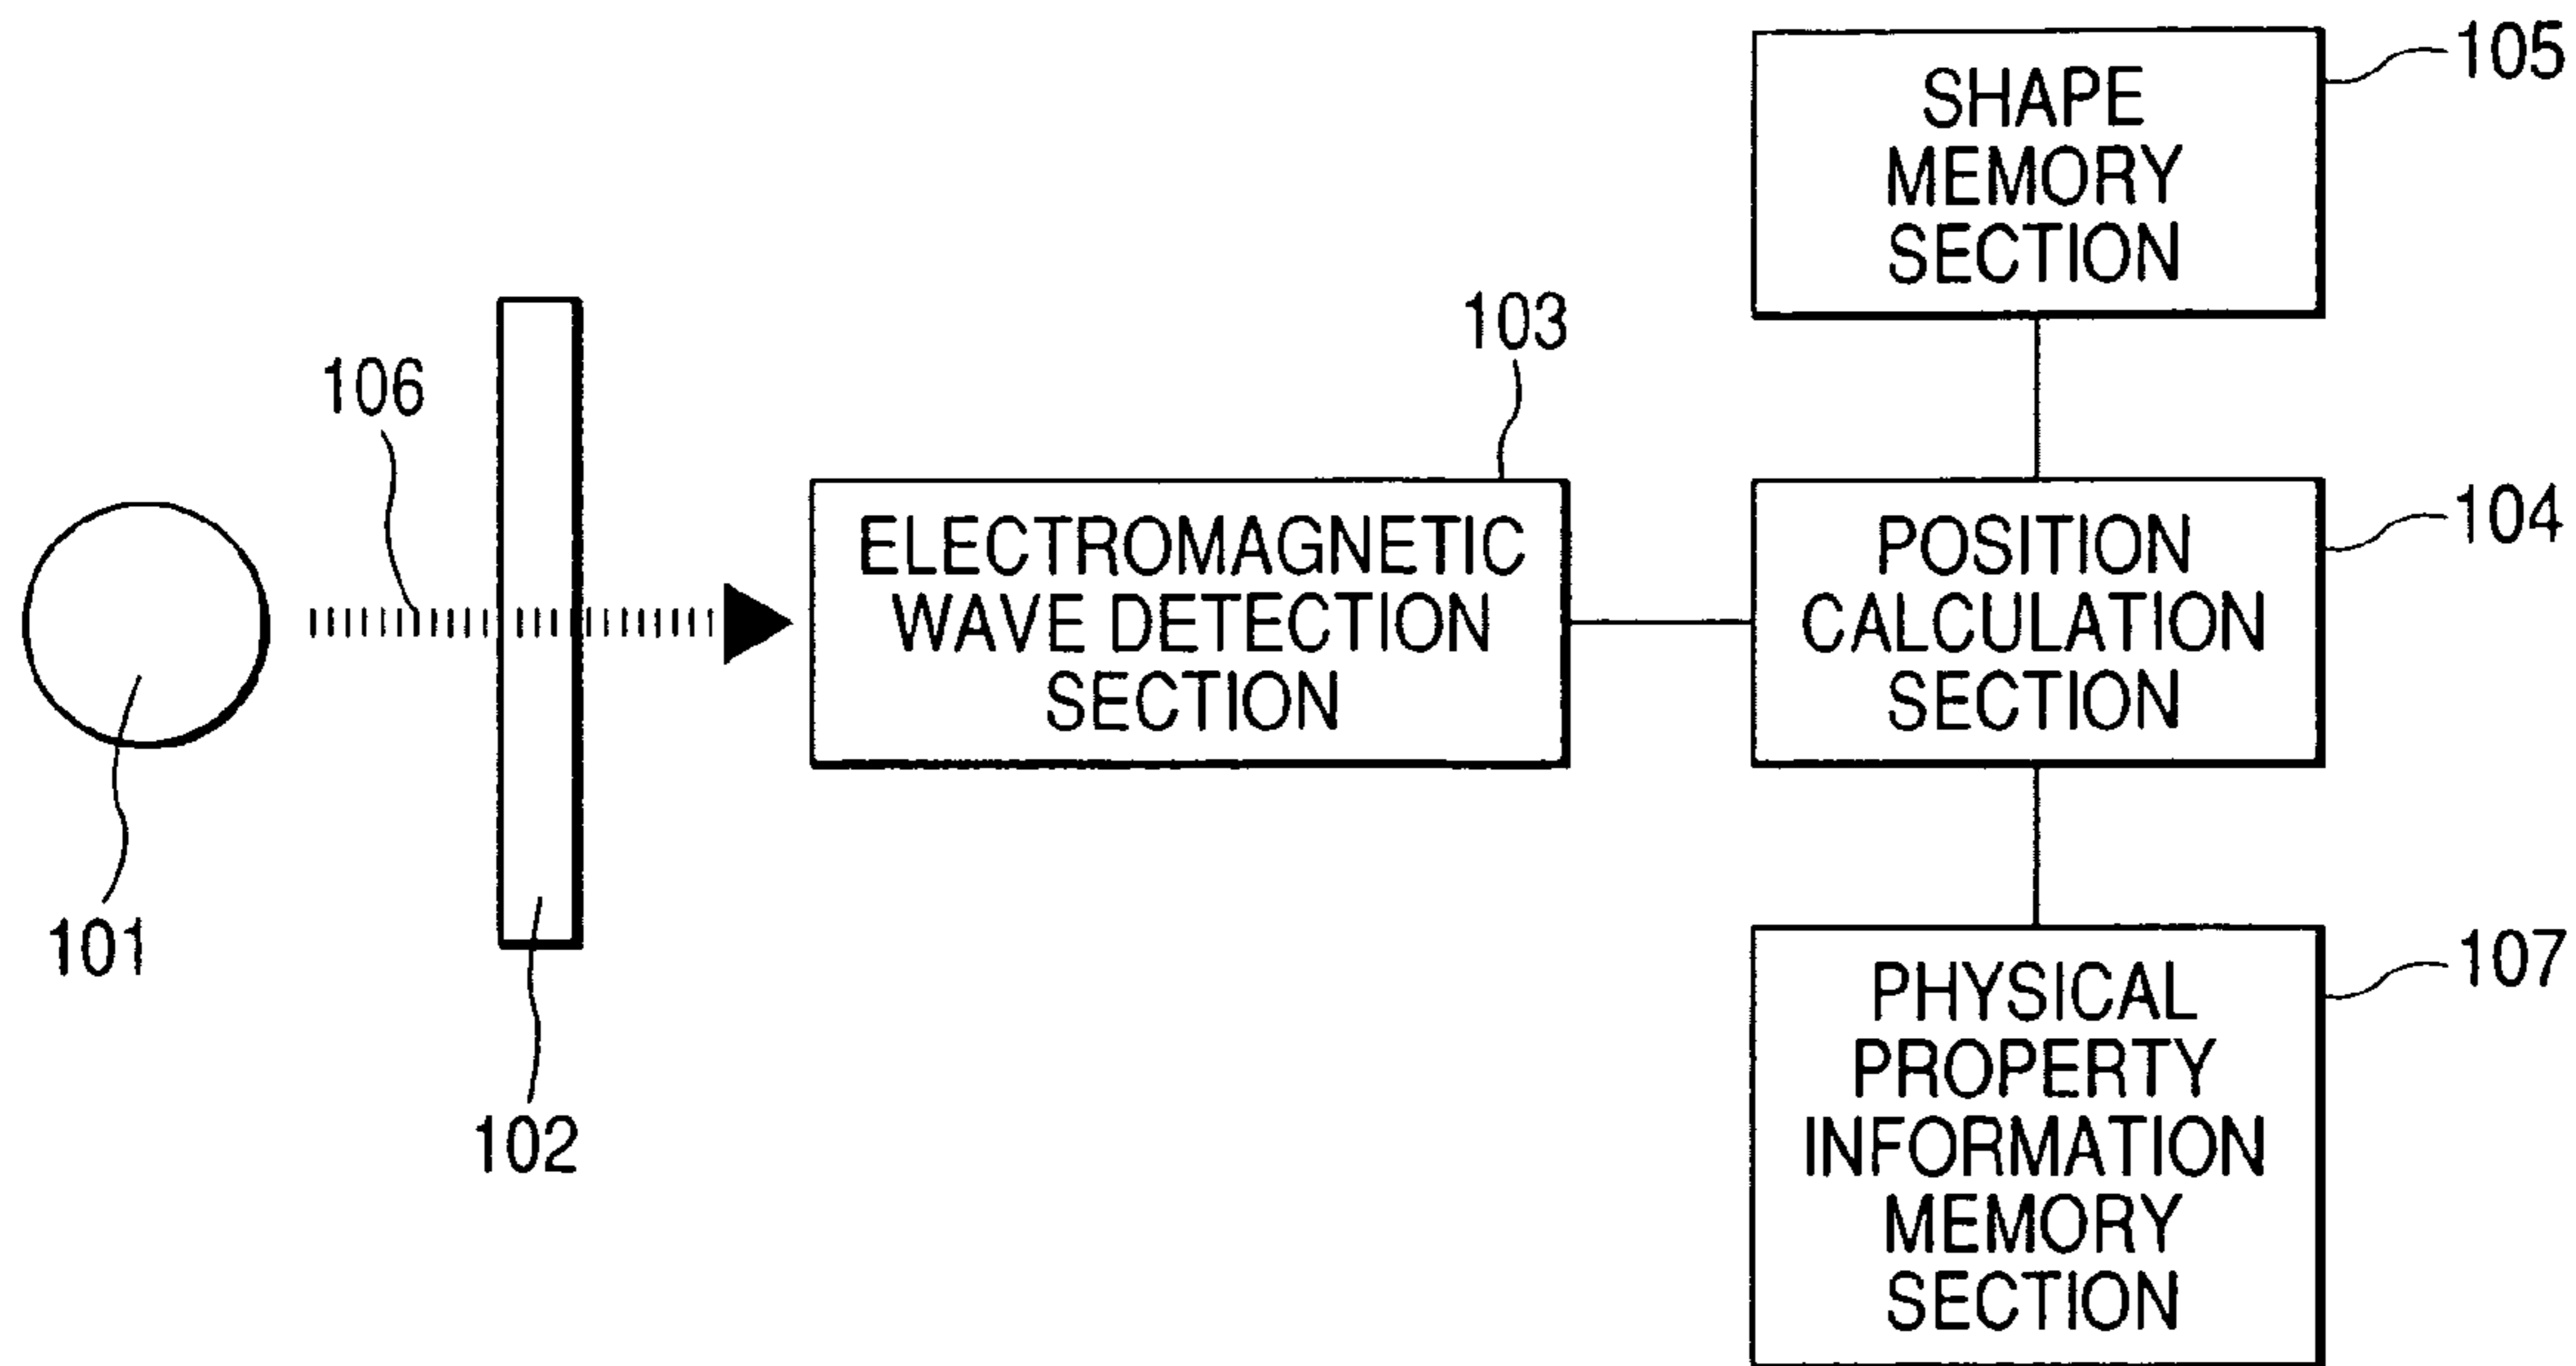 105
SHAPE
MEMORY
SECTION
103
106
104
ELECTROMAGNETIC
WAVE DETECTION
SECTION
POSITION
CALCULATION
SECTION
101
102
107
PHYSICAL
PROPERTY
INFORMATION
MEMORY
SECTION